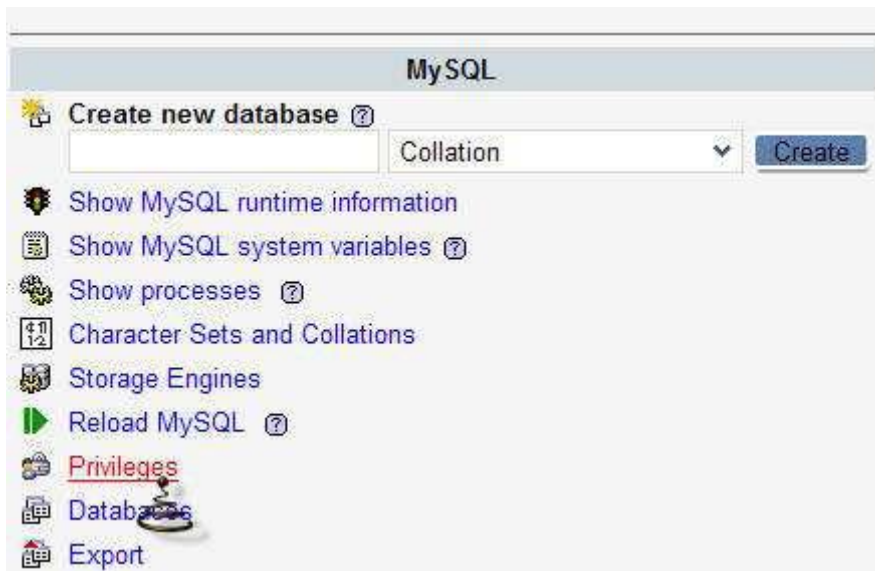 MySQL
Create new database
Collation Create
Show MySQL runtime information
Show MySQL system variables
Show processes
Character Sets and Collations
Storage Engines
Reload MySQL
Privileges
Databases
Export